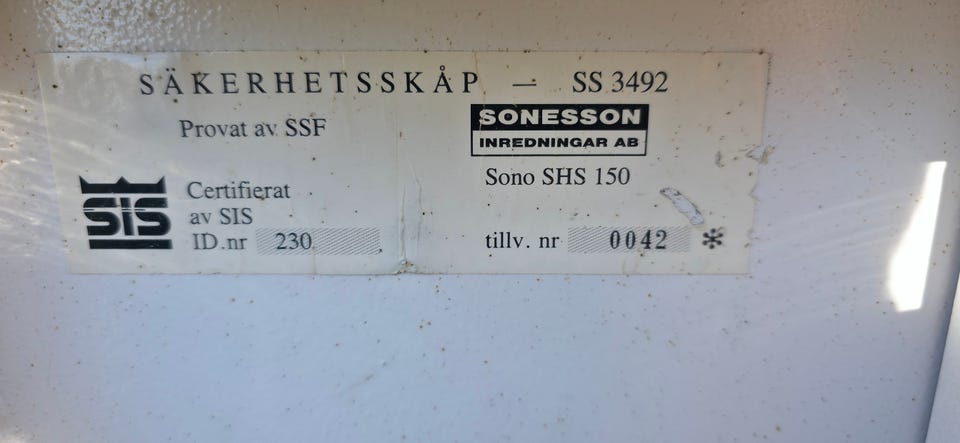 SÄKERHETSSKÅP — SS 3492
Provat av SSF
SONESSON
INREDNINGAR AB
Sono SHS 150
SIS
Certifierat
av SIS
ID.nr 230
tillv. nr 0042 *